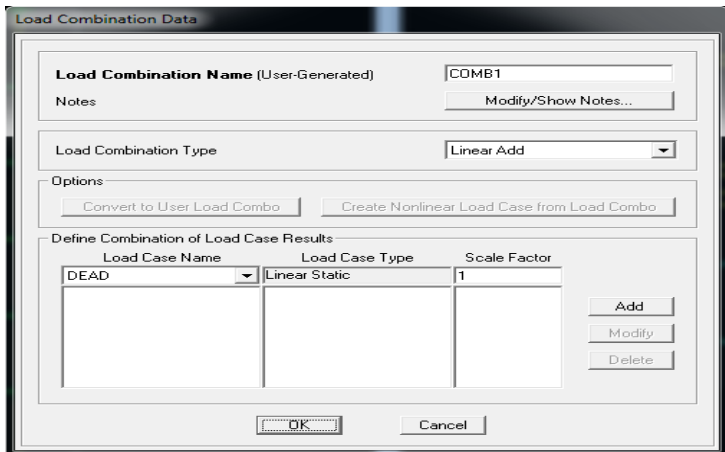 Load Combination Data
Load Combination Name (User-Generated) COMB1
Notes Modify/Show Notes...
Load Combination Type Linear Add
Options
Convert to User Load Combo Create Nonlinear Load Case from Load Combo
Define Combination of Load Case Results
Load Case Name Load Case Type Scale Factor
DEAD Linear Static 1
Add
Modify
Delete
OK Cancel